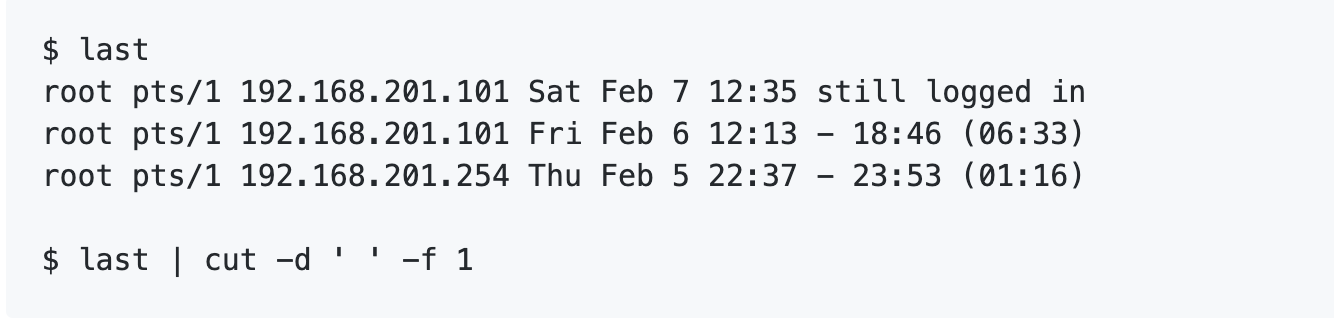 $ last
root pts/1 192.168.201.101 Sat Feb 7 12:35 still logged in
root pts/1 192.168.201.101 Fri Feb 6 12:13 - 18:46 (06:33)
root pts/1 192.168.201.254 Thu Feb 5 22:37 - 23:53 (01:16)
$ last | cut -d ' ' -f 1